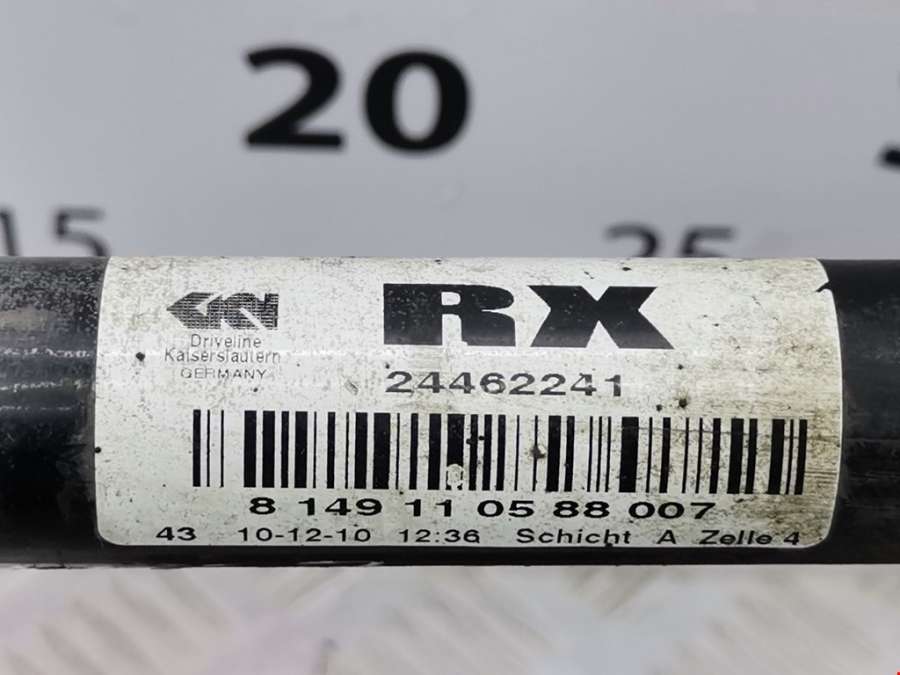 20
15
25
GKN
RX
Driveline
Kaiserslautern
GERMANY
24462241
8 149 11 05 88 007
43 10-12-10 12:36 Schicht A Zelle 4